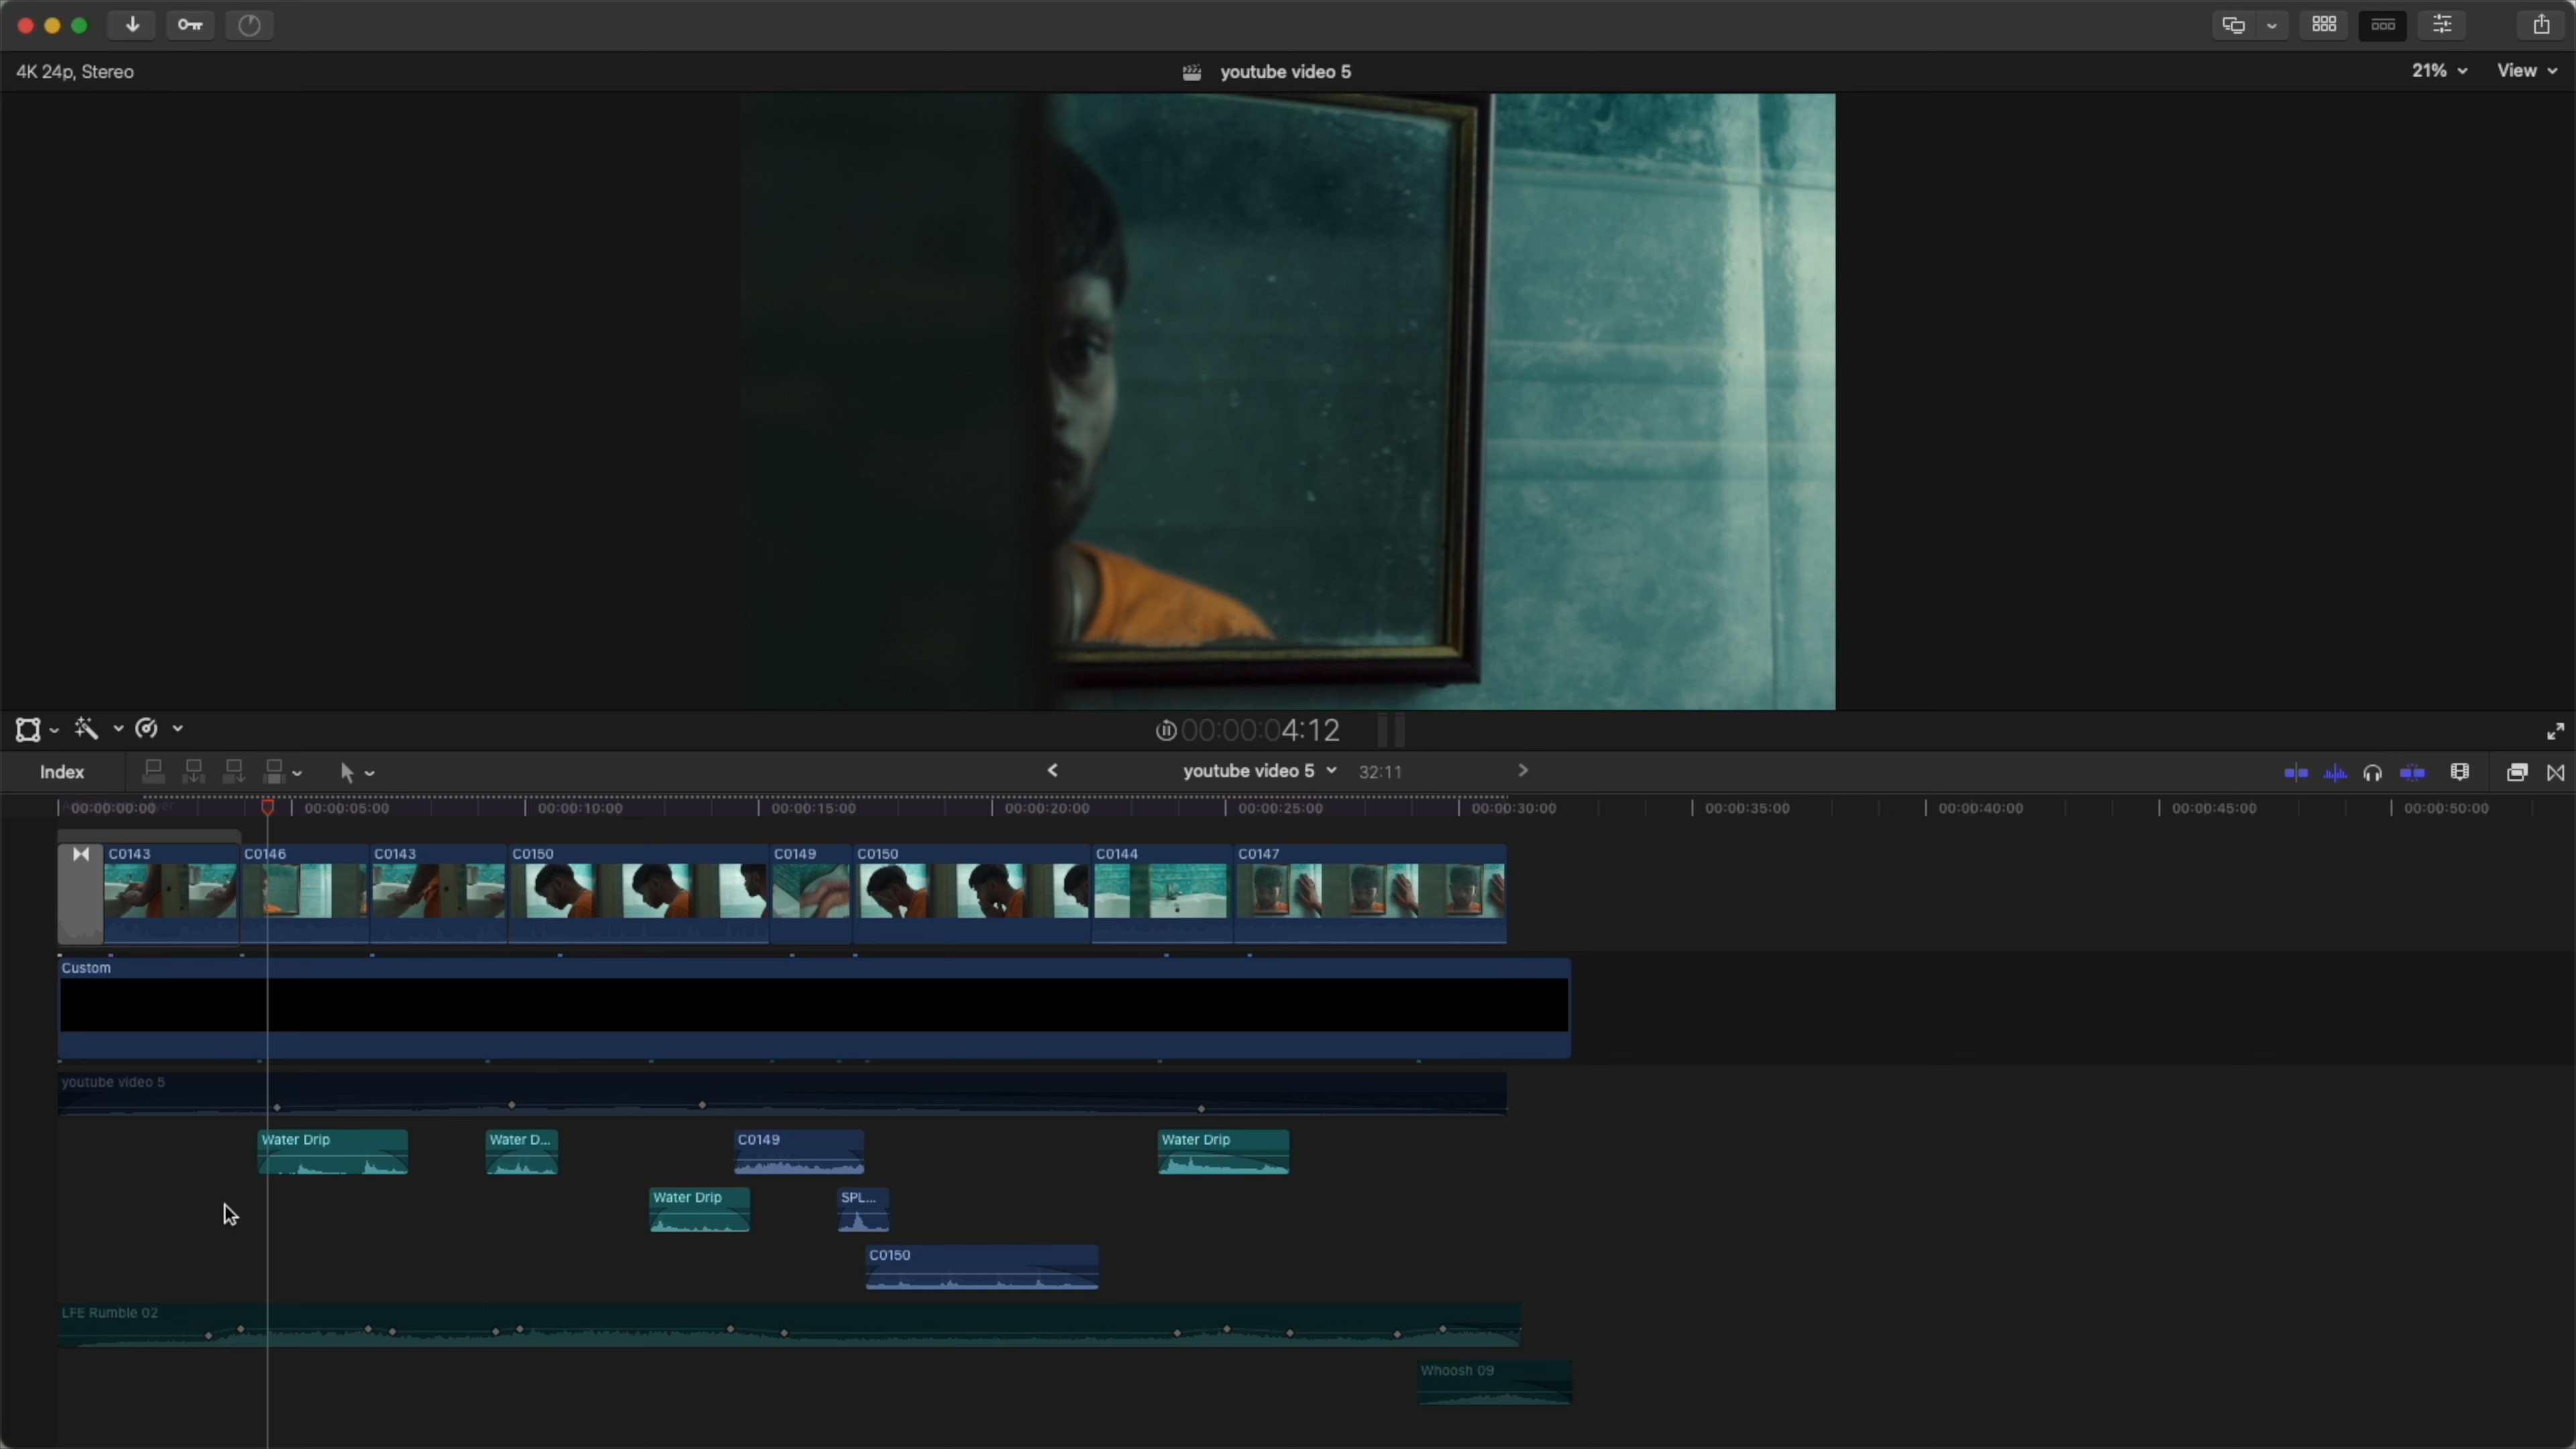 4K 24p, Stereo
youtube video 5
21%
View
00:00:04:12
Index
youtube video 5
32:11
00:00:00:00
00:00:05:00
00:00:10:00
00:00:15:00
00:00:20:00
00:00:25:00
00:00:30:00
00:00:35:00
00:00:40:00
00:00:45:00
00:00:50:00
C0143
C0146
C0143
C0150
C0149
C0150
C0144
C0147
Custom
youtube video 5
Water Drip
Water D...
C0149
Water Drip
Water Drip
SPL...
C0150
LFE Rumble 02
Whoosh 09